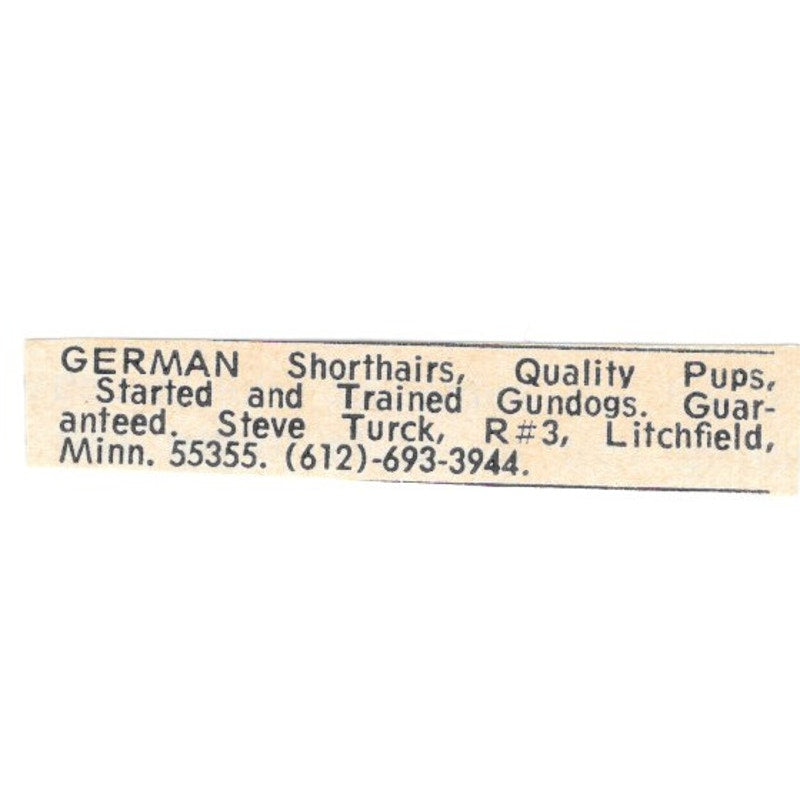 GERMAN Shorthairs, Quality Pups,
Started and Trained Gundogs. Guar-
anteed. Steve Turck, R#3, Litchfield,
Minn. 55355. (612)-693-3944.